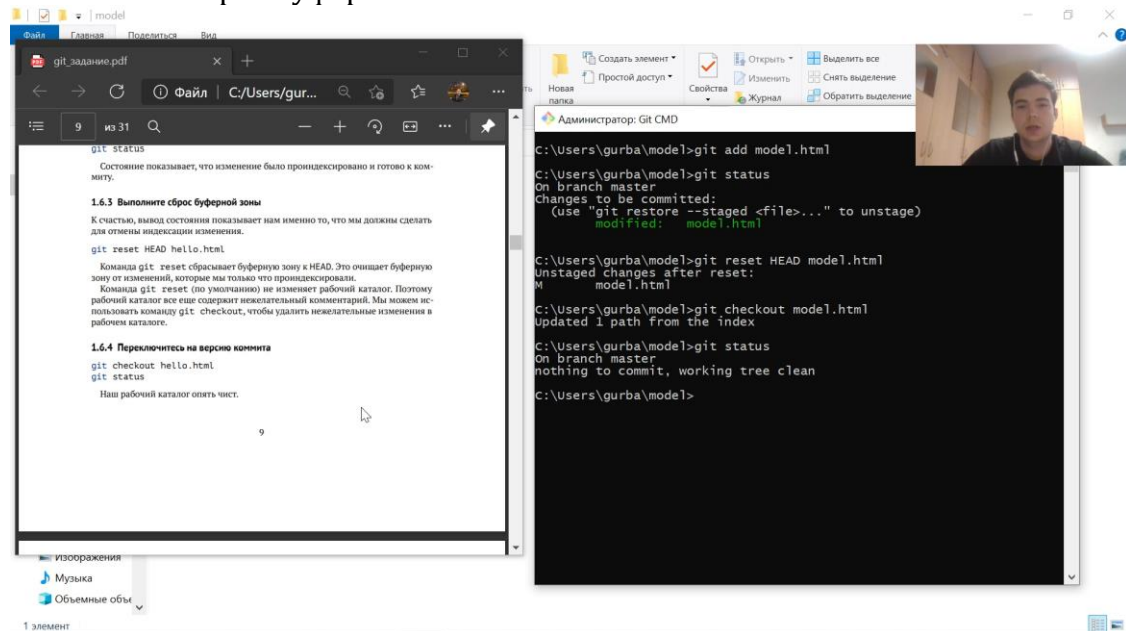 model
Файл Главная Поделиться Вид
git_задание.pdf
Файл C:/Users/gur...
9 из 31
git status
Состояние показывает, что изменение было проиндексировано и готово к ком-
миту.
1.6.3 Выполните сброс буферной зоны
К счастью, вывод состояния показывает нам именно то, что мы должны сделать
для отмены индексации изменения.
git reset HEAD hello.html
Команда git reset сбрасывает буферную зону к HEAD. Это очищает буферную
зону от изменений, которые мы только что проиндексировали.
Команда git reset (по умолчанию) не изменяет рабочий каталог. Поэтому
рабочий каталог все еще содержит нежелательный комментарий. Мы можем ис-
пользовать команду git checkout, чтобы удалить нежелательные изменения в
рабочем каталоге.
1.6.4 Переключитесь на версию коммита
git checkout hello.html
git status
Наш рабочий каталог опять чист.
9
Изображения
Музыка
Объемные объе
1 элемент
Новая
папка
Создать элемент
Простой доступ
Свойства
Открыть
Изменить
Журнал
Выделить все
Снять выделение
Обратить выделение
Администратор: Git CMD
C:\Users\gurba\model>git add model.html
C:\Users\gurba\model>git status
On branch master
Changes to be committed:
(use "git restore --staged <file>..." to unstage)
modified: model.html
C:\Users\gurba\model>git reset HEAD model.html
Unstaged changes after reset:
M model.html
C:\Users\gurba\model>git checkout model.html
Updated 1 path from the index
C:\Users\gurba\model>git status
On branch master
nothing to commit, working tree clean
C:\Users\gurba\model>